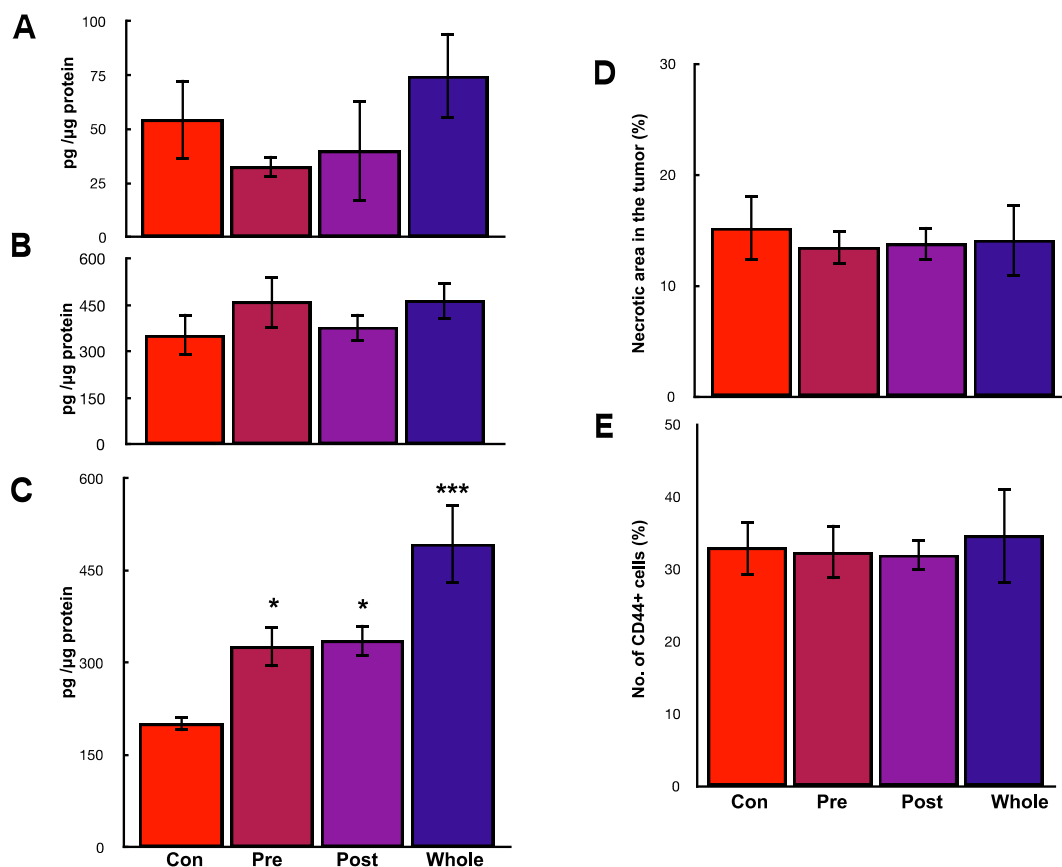 A
100
75
50
25
0
pg /µg protein
B
600
450
300
150
0
pg /µg protein
C
600
450
300
150
0
pg /µg protein
*
*
***
Con Pre Post Whole
D
30
20
10
0
Necrotic area in the tumor (%)
E
50
40
30
20
10
0
No. of CD44+ cells (%)
Con Pre Post Whole